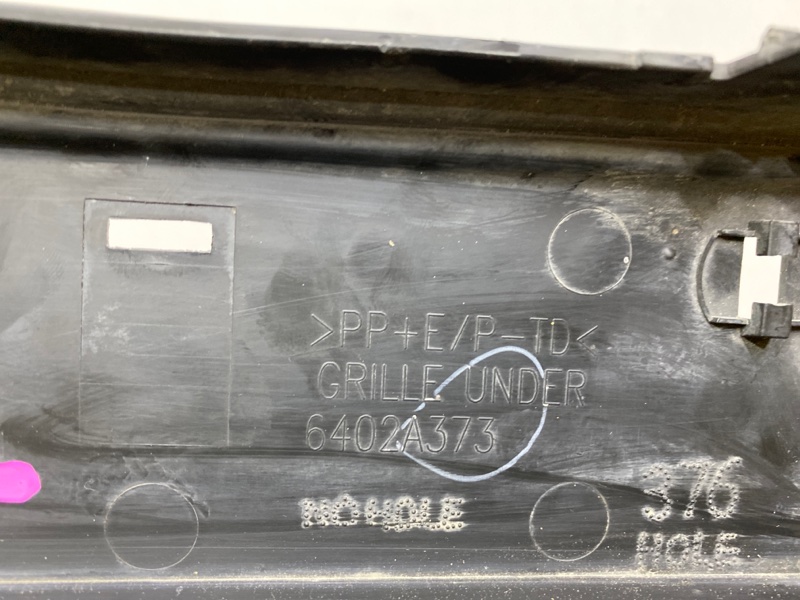 >PP+E/P-TD<
GRILLE UNDER
6402A373
NO HOLE
376
HOLE